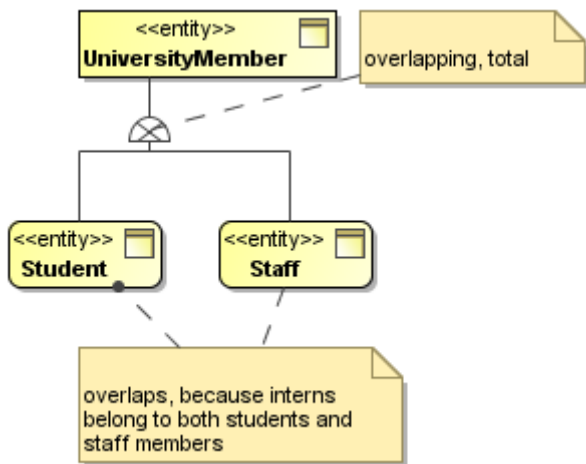 <<entity>>
UniversityMember
overlapping, total
<<entity>>
Student
<<entity>>
Staff
overlaps, because interns
belong to both students and
staff members